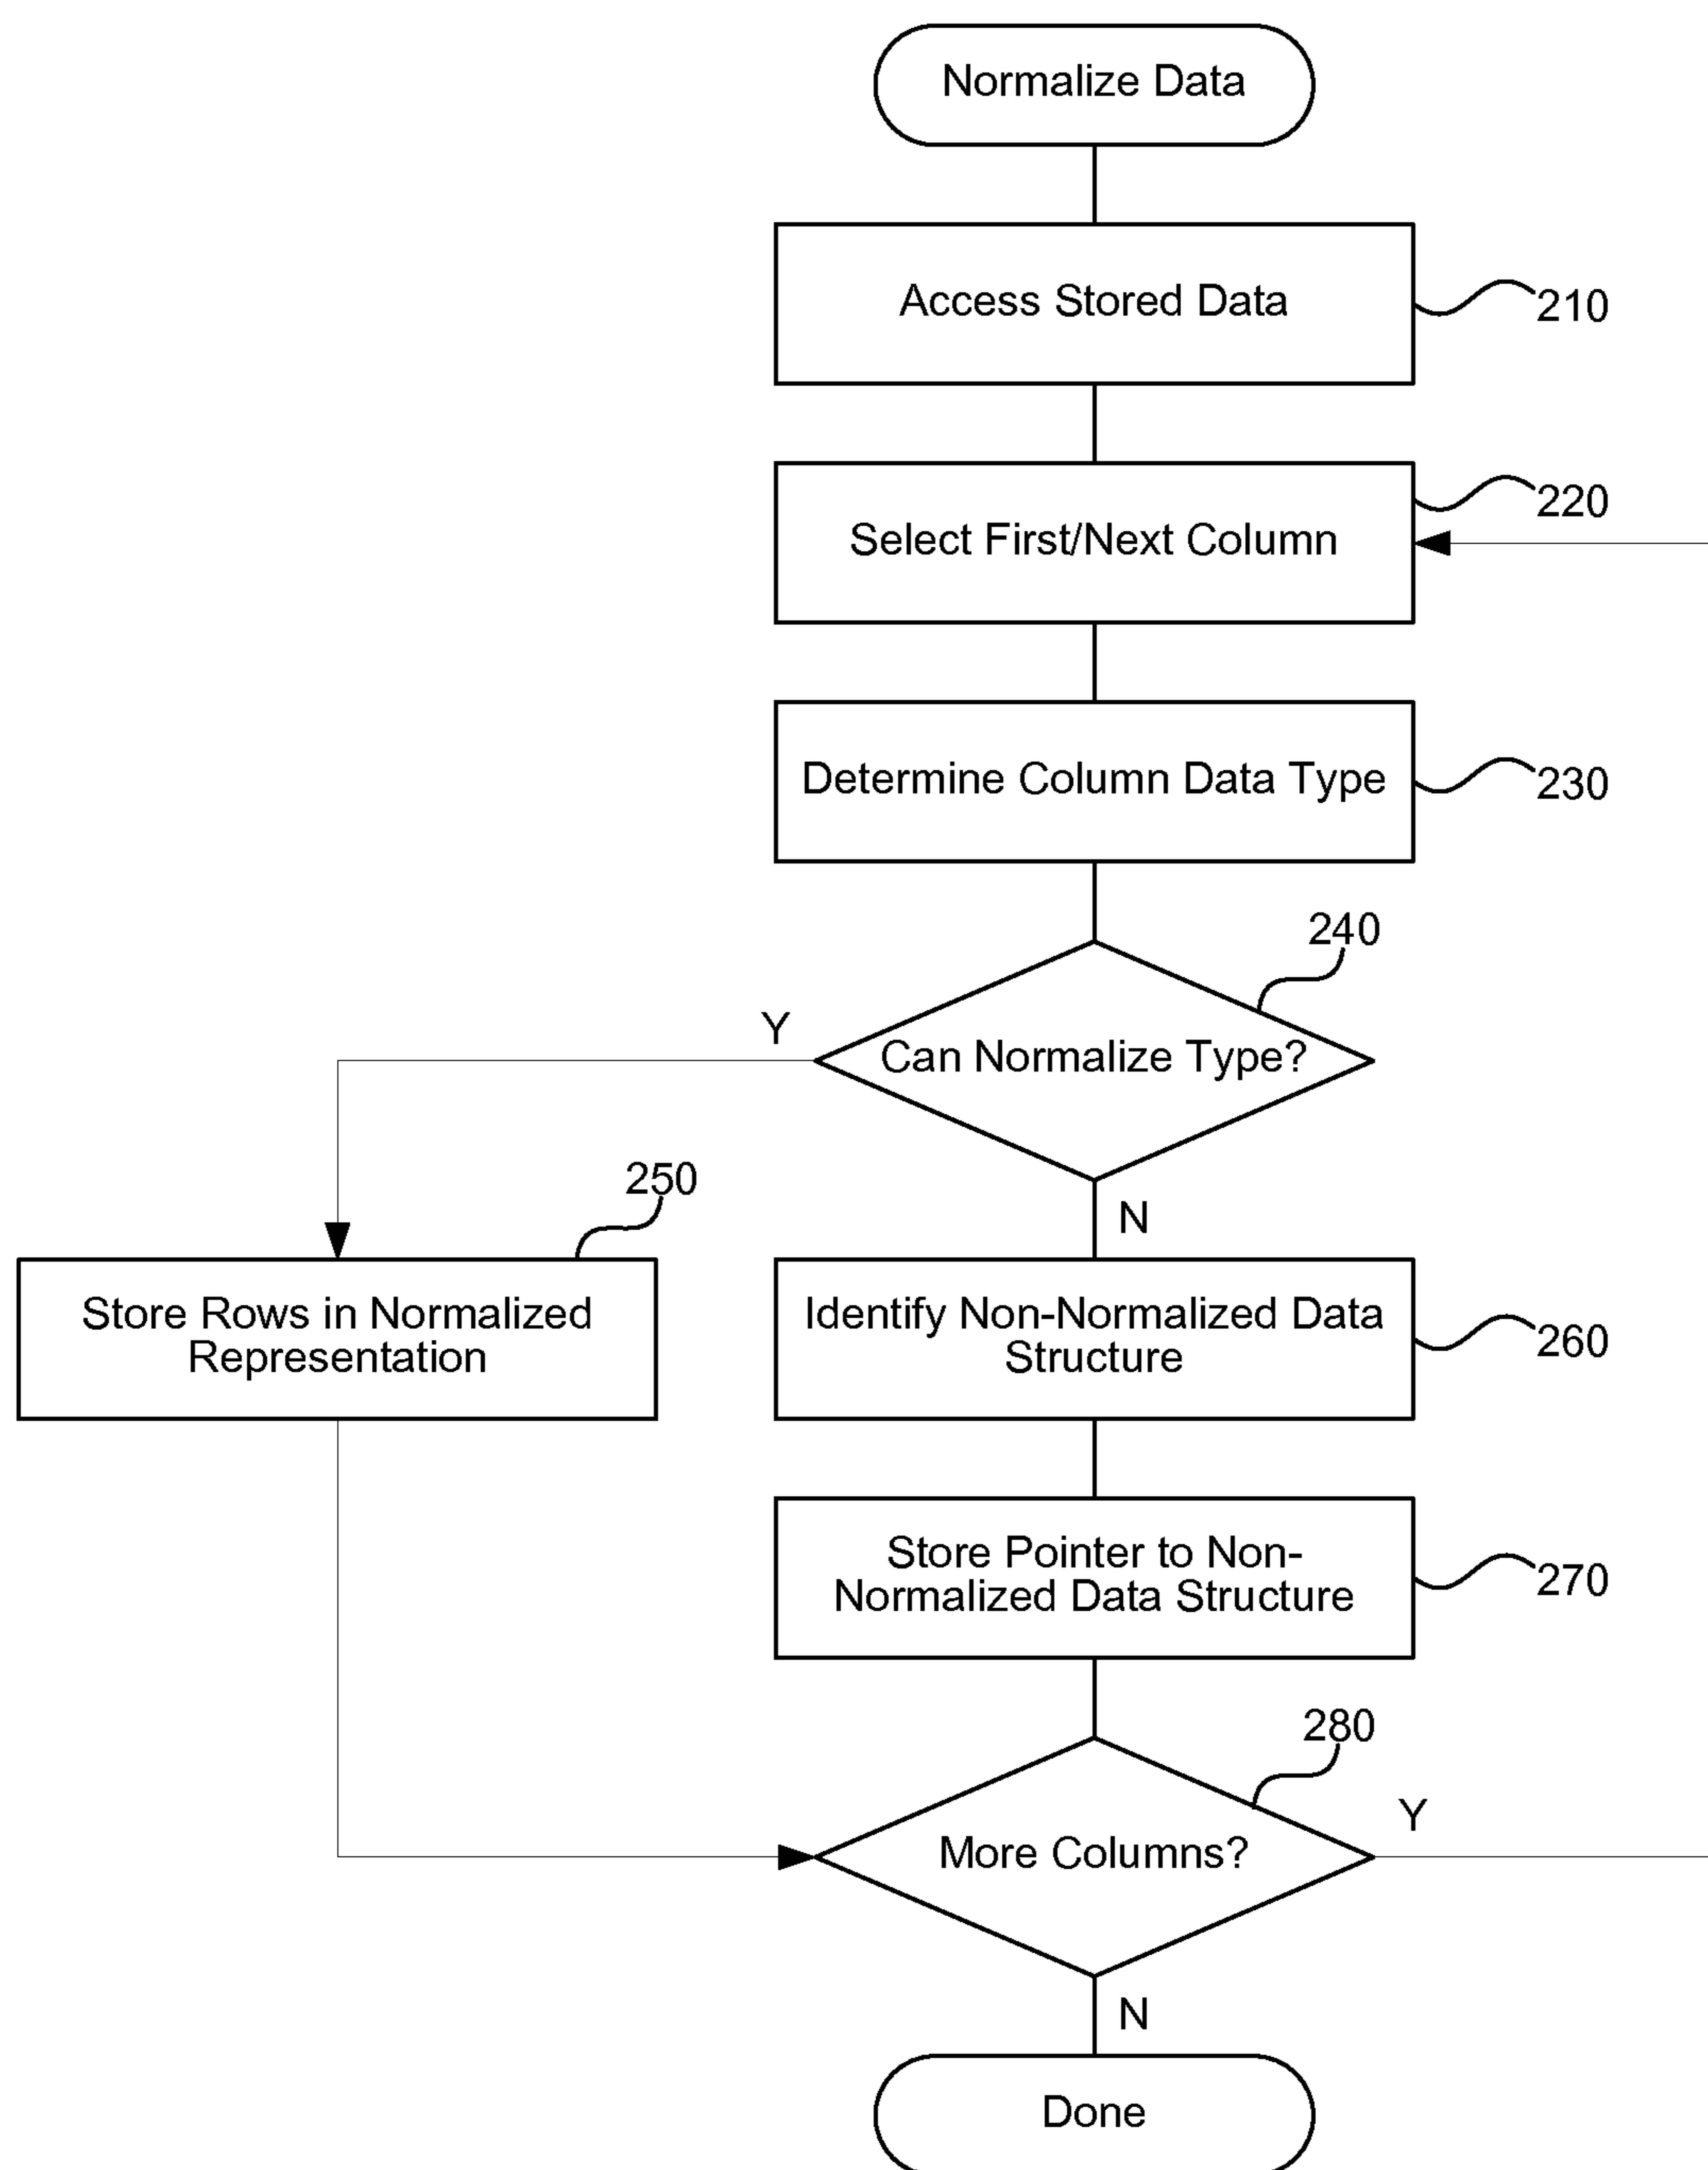 Normalize Data
Access Stored Data
210
Select First/Next Column
220
Determine Column Data Type
230
240
Y
Can Normalize Type?
N
250
Store Rows in Normalized
Representation
Identify Non-Normalized Data
Structure
260
Store Pointer to Non-
Normalized Data Structure
270
280
More Columns?
Y
N
Done